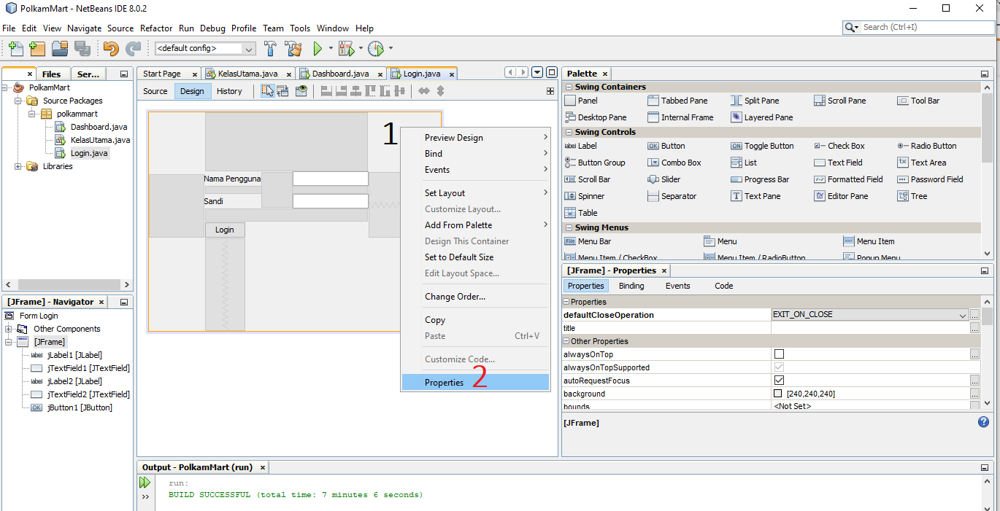 PolkamMart - NetBeans IDE 8.0.2
File Edit View Navigate Source Refactor Run Debug Profile Team Tools Window Help
Search (Ctrl+I)
<default config>
Files Ser...
PolkamMart
Source Packages
polkammart
Dashboard.java
KelasUtama.java
Login.java
Libraries
[JFrame] - Navigator
Form Login
Other Components
[JFrame]
label jLabel1 [JLabel]
jTextField1 [JTextField]
label jLabel2 [JLabel]
jTextField2 [JTextField]
OK jButton1 [JButton]
Start Page KelasUtama.java Dashboard.java Login.java
Source Design History
1
Nama Pengguna
Sandi
Login
Preview Design
Bind
Events
Set Layout
Customize Layout...
Add From Palette
Design This Container
Set to Default Size
Edit Layout Space...
Change Order...
Copy
Paste Ctrl+V
Customize Code...
Properties 2
Palette
Swing Containers
Panel Tabbed Pane Split Pane Scroll Pane Tool Bar
Desktop Pane Internal Frame Layered Pane
Swing Controls
label Label OK Button ON Toggle Button Check Box Radio Button
Button Group Combo Box List Text Field Text Area
Scroll Bar Slider Progress Bar Formatted Field Password Field
Spinner Separator Text Pane Editor Pane Tree
Table
Swing Menus
File Menu Bar Menu Menu Item
Menu Item / CheckBox Menu Item / RadioButton Popup Menu
[JFrame] - Properties
Properties Binding Events Code
Properties
defaultCloseOperation EXIT_ON_CLOSE
title
Other Properties
alwaysOnTop
alwaysOnTopSupported
autoRequestFocus
background [240,240,240]
bounds <Not Set>
[JFrame]
Output - PolkamMart (run)
run:
BUILD SUCCESSFUL (total time: 7 minutes 6 seconds)